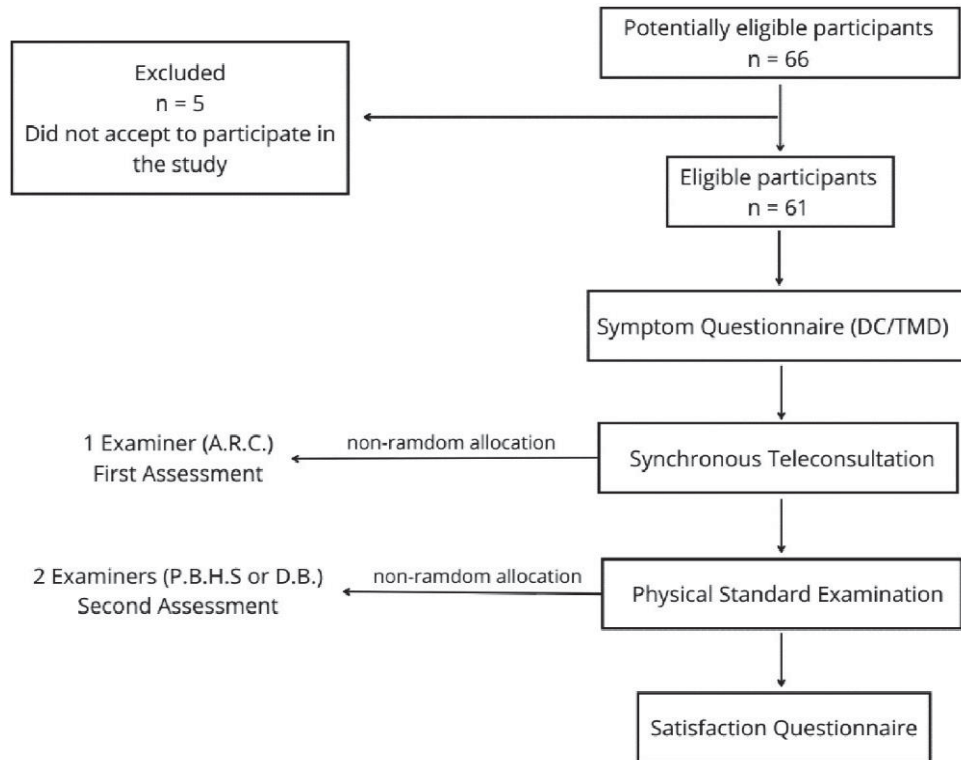 Potentially eligible participants
n = 66
Excluded
n = 5
Did not accept to participate in
the study
Eligible participants
n = 61
Symptom Questionnaire (DC/TMD)
1 Examiner (A.R.C.)
First Assessment
non-ramdom allocation
Synchronous Teleconsultation
2 Examiners (P.B.H.S or D.B.)
Second Assessment
non-ramdom allocation
Physical Standard Examination
Satisfaction Questionnaire